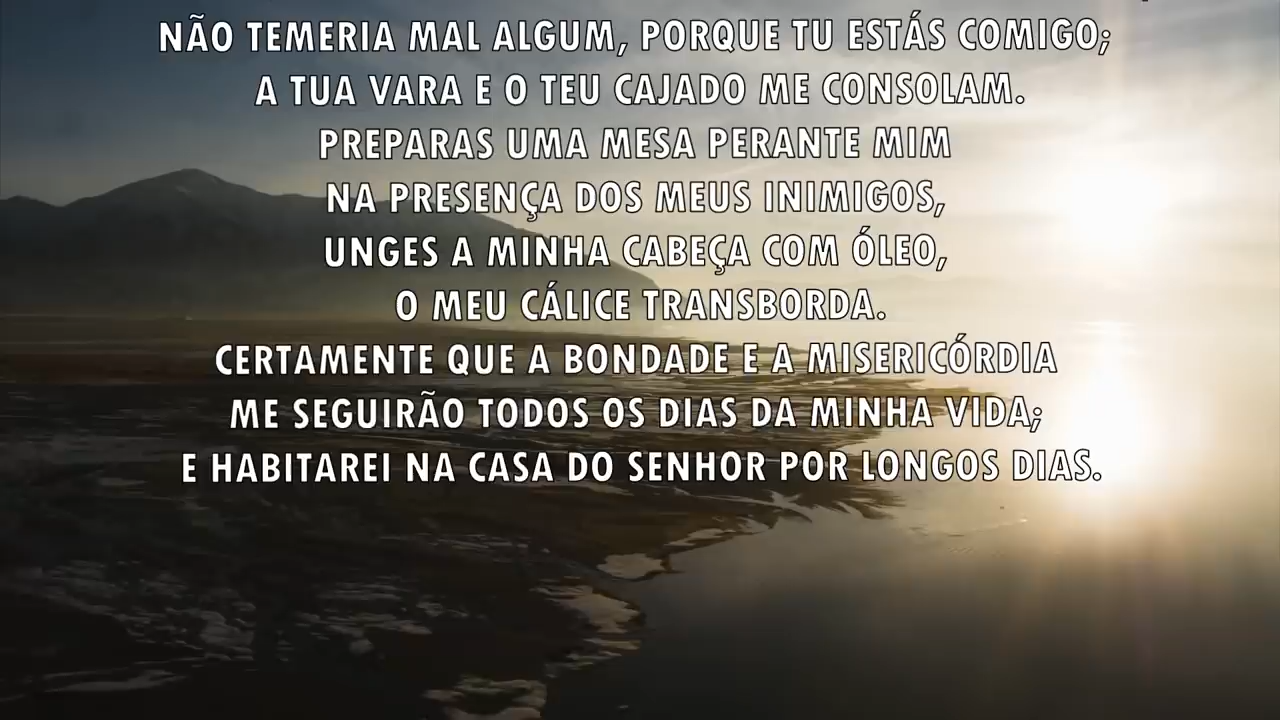 NÃO TEMERIA MAL ALGUM, PORQUE TU ESTÁS COMIGO;
A TUA VARA E O TEU CAJADO ME CONSOLAM.
PREPARAS UMA MESA PERANTE MIM
NA PRESENÇA DOS MEUS INIMIGOS,
UNGES A MINHA CABEÇA COM ÓLEO,
O MEU CÁLICE TRANSBORDA.
CERTAMENTE QUE A BONDADE E A MISERICÓRDIA
ME SEGUIRÃO TODOS OS DIAS DA MINHA VIDA;
E HABITAREI NA CASA DO SENHOR POR LONGOS DIAS.